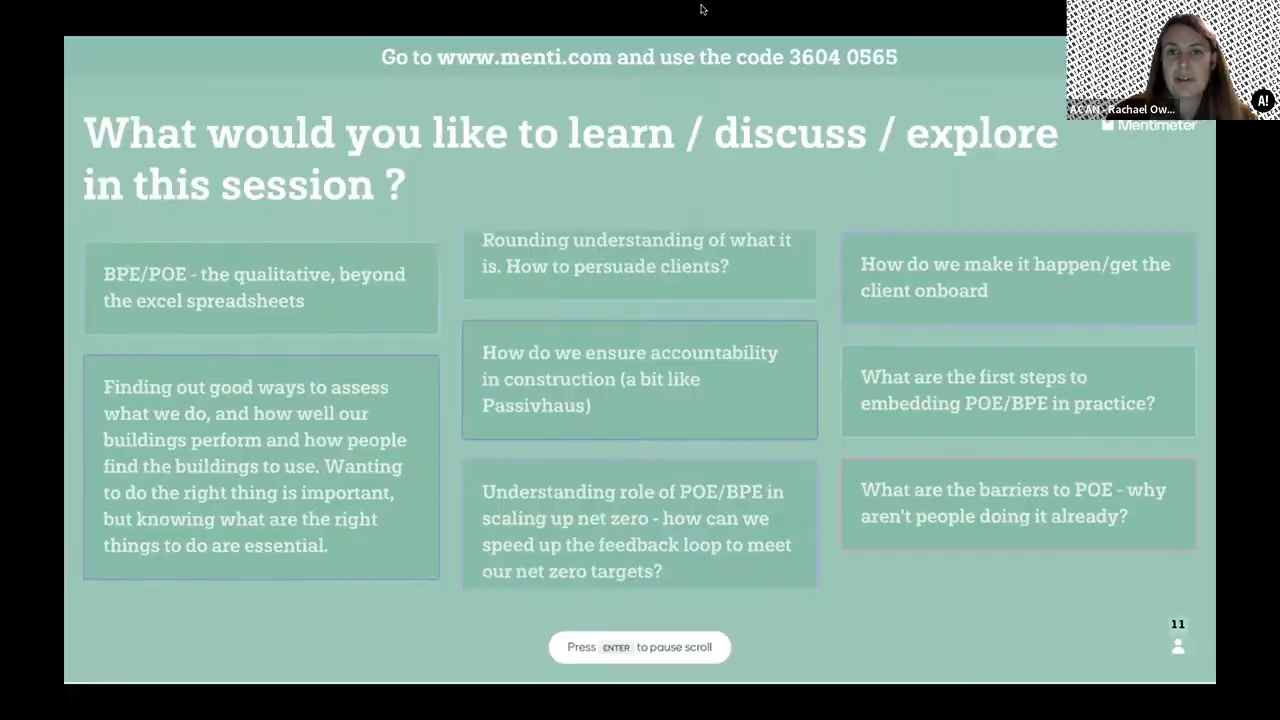 Go to www.menti.com and use the code 3604 0565
ACAN - Rachael Ow...
A!
Mentimeter
What would you like to learn / discuss / explore
in this session ?
BPE/POE - the qualitative, beyond
the excel spreadsheets
Finding out good ways to assess
what we do, and how well our
buildings perform and how people
find the buildings to use. Wanting
to do the right thing is important,
but knowing what are the right
things to do are essential.
Rounding understanding of what it
is. How to persuade clients?
How do we ensure accountability
in construction (a bit like
Passivhaus)
Understanding role of POE/BPE in
scaling up net zero - how can we
speed up the feedback loop to meet
our net zero targets?
How do we make it happen/get the
client onboard
What are the first steps to
embedding POE/BPE in practice?
What are the barriers to POE - why
aren't people doing it already?
11
Press ENTER to pause scroll